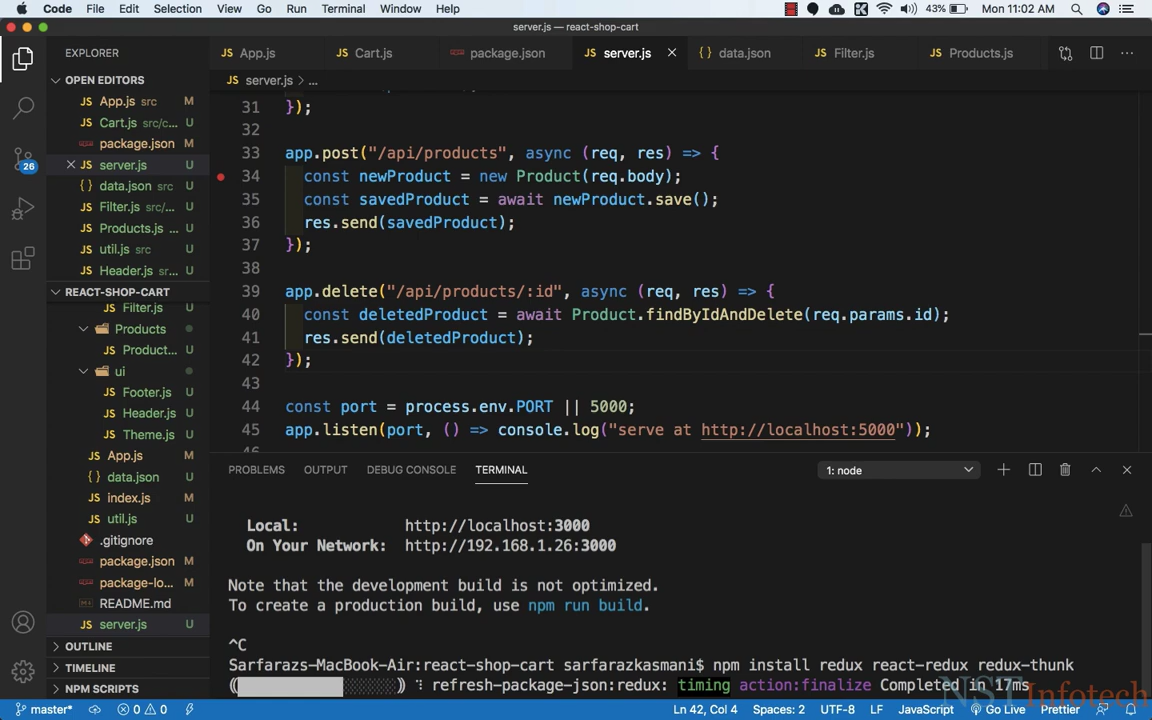 Code File Edit Selection View Go Run Terminal Window Help 43% Mon 11:02 AM
server.js — react-shop-cart
EXPLORER
App.js Cart.js package.json server.js data.json Filter.js Products.js
OPEN EDITORS
server.js > ...
App.js src M
Cart.js src/c... U
package.json M
server.js U
data.json src U
Filter.js src/... U
Products.js ... U
util.js src U
Header.js sr... U
26
REACT-SHOP-CART
Filter.js U
Products
Product... U
ui
Footer.js U
Header.js U
Theme.js U
App.js M
data.json U
index.js M
util.js U
.gitignore
package.json M
package-lo... M
README.md
server.js U
OUTLINE
TIMELINE
NPM SCRIPTS
31 });
32
33 app.post("/api/products", async (req, res) => {
34 const newProduct = new Product(req.body);
35 const savedProduct = await newProduct.save();
36 res.send(savedProduct);
37 });
38
39 app.delete("/api/products/:id", async (req, res) => {
40 const deletedProduct = await Product.findByIdAndDelete(req.params.id);
41 res.send(deletedProduct);
42 });
43
44 const port = process.env.PORT || 5000;
45 app.listen(port, () => console.log("serve at http://localhost:5000"));
PROBLEMS OUTPUT DEBUG CONSOLE TERMINAL 1: node
Local: http://localhost:3000
On Your Network: http://192.168.1.26:3000
Note that the development build is not optimized.
To create a production build, use npm run build.
^C
Sarfarazs-MacBook-Air:react-shop-cart sarfarazkasmani$ npm install redux react-redux redux-thunk
refresh-package-json:redux: timing action:finalize Completed in 17ms
NST Infotech
master* 0 0 Ln 42, Col 4 Spaces: 2 UTF-8 LF JavaScript Go Live Prettier